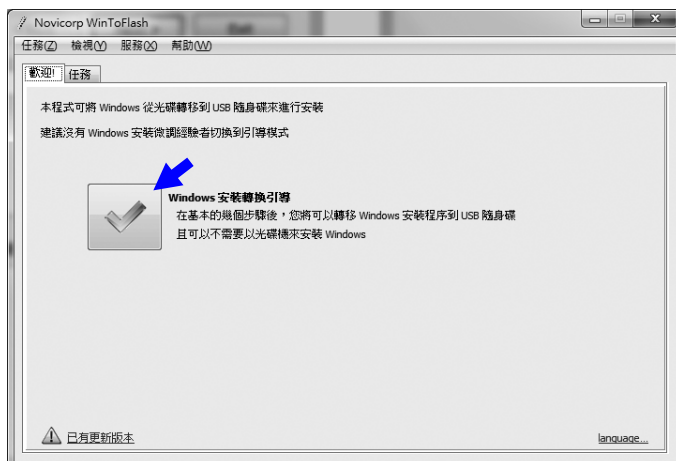 Novicorp WinToFlash
任務(Z) 檢視(Y) 服務(X) 幫助(W)
歡迎! 任務
本程式可將 Windows 從光碟轉移到 USB 隨身碟來進行安裝
建議沒有 Windows 安裝微調經驗者切換到引導模式
Windows 安裝轉換引導
在基本的幾個步驟後，您將可以轉移 Windows 安裝程序到 USB 隨身碟
且可以不需要以光碟機來安裝 Windows
已有更新版本
language...